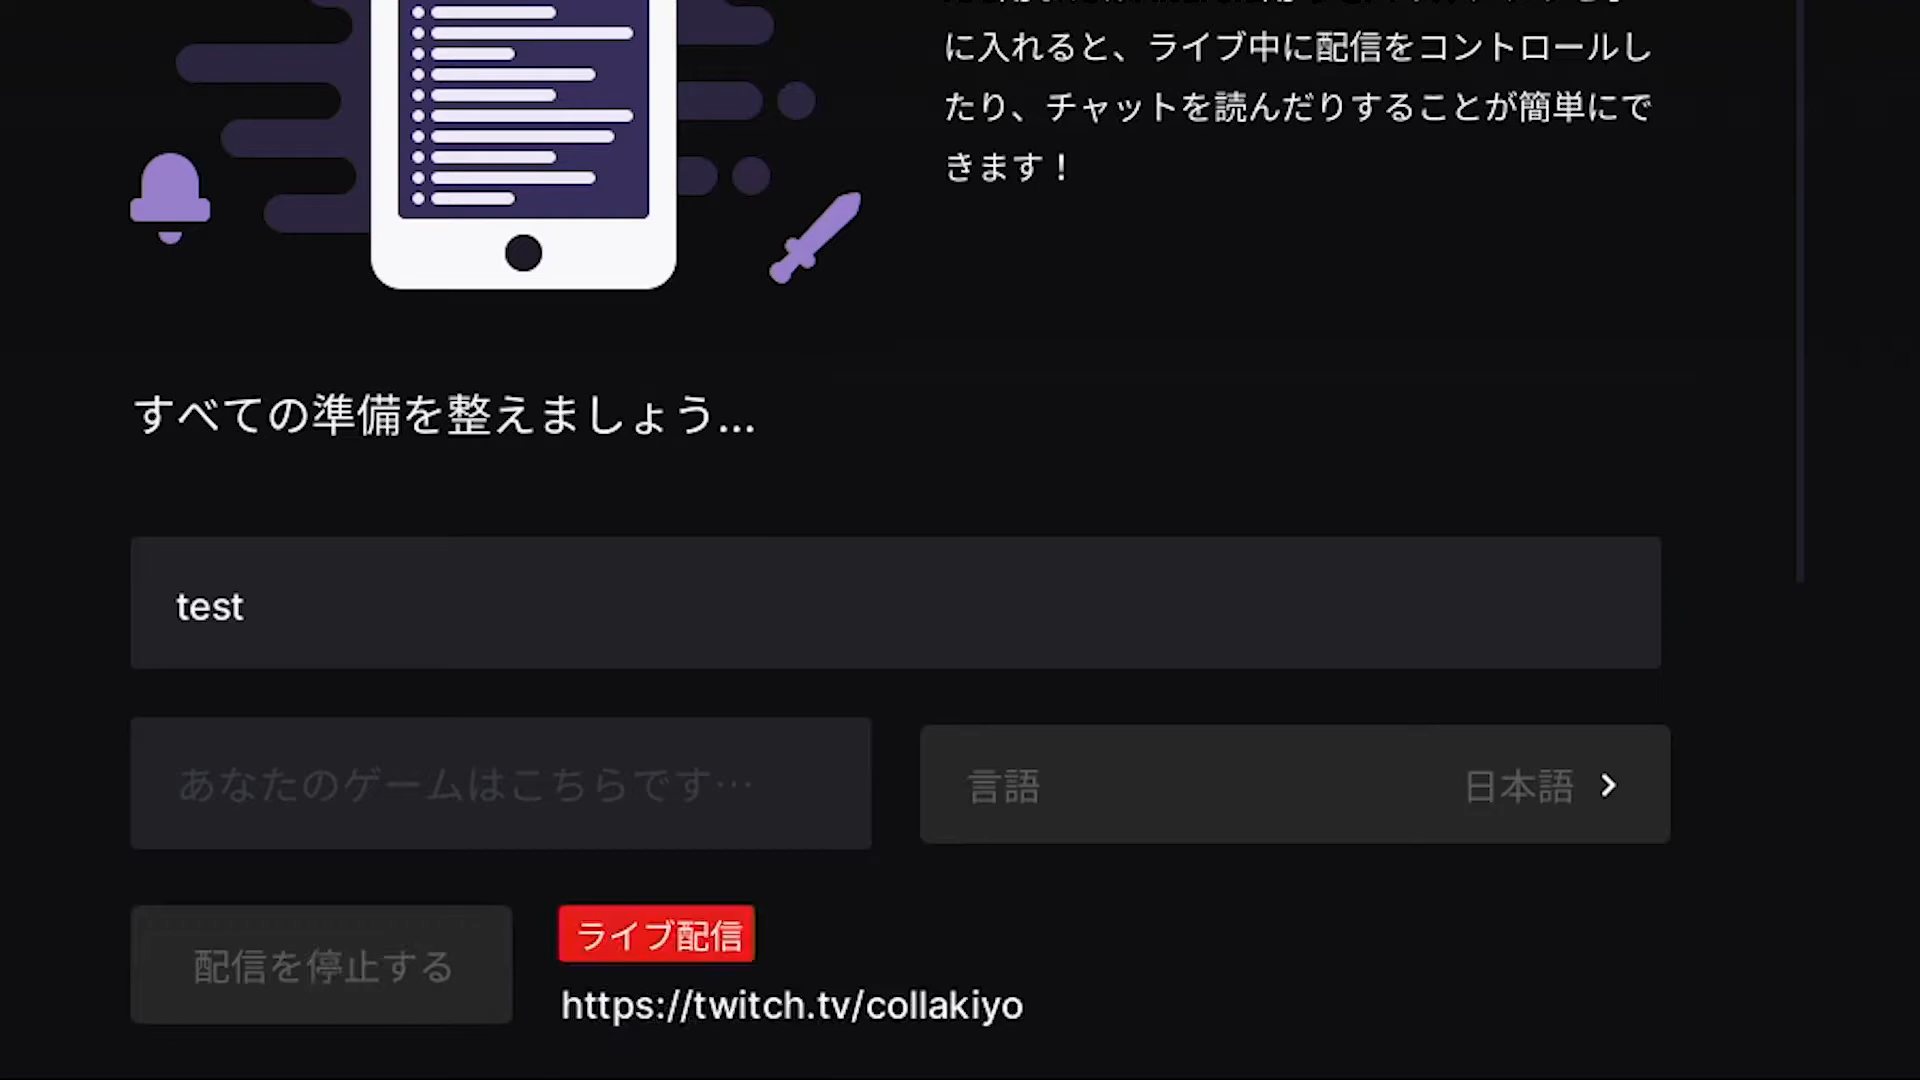 に入れると、ライブ中に配信をコントロールし
たり、チャットを読んだりすることが簡単にで
きます！
すべての準備を整えましょう...
test
あなたのゲームはこちらです…
言語
日本語
配信を停止する
ライブ配信
https://twitch.tv/collakiyo